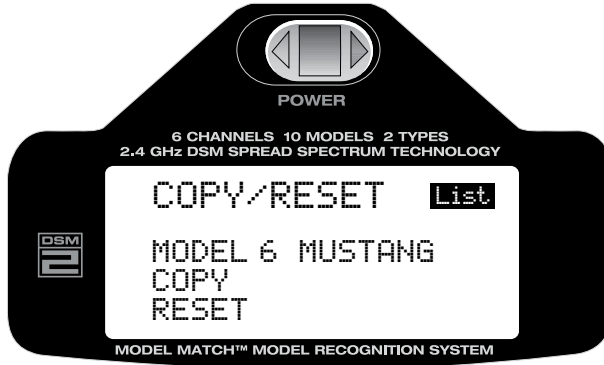 POWER
6 CHANNELS 10 MODELS 2 TYPES
2.4 GHz DSM SPREAD SPECTRUM TECHNOLOGY
COPY/RESET List
DSM
2
MODEL 6 MUSTANG
COPY
RESET
MODEL MATCH™ MODEL RECOGNITION SYSTEM